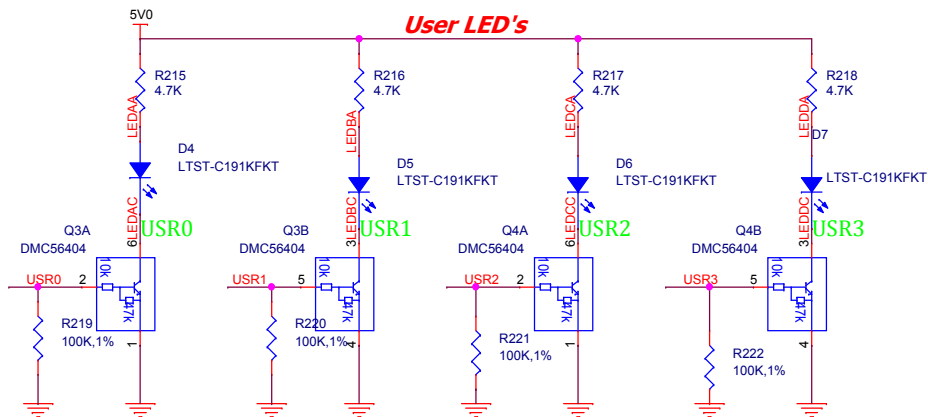 5V0
User LED's
R215
4.7K
R216
4.7K
R217
4.7K
R218
4.7K
LEDAA
LEDBA
LEDCA
LEDDA
D4
LTST-C191KFKT
D5
LTST-C191KFKT
D6
LTST-C191KFKT
D7
LTST-C191KFKT
LEDAC
LEDBC
LEDCC
LEDDC
USR0
USR1
USR2
USR3
Q3A
DMC56404
Q3B
DMC56404
Q4A
DMC56404
Q4B
DMC56404
6
3
6
3
USR0
2
10k
47k
USR1
5
10k
47k
USR2
2
10k
47k
USR3
5
10k
47k
R219
100K,1%
R220
100K,1%
R221
100K,1%
R222
100K,1%
1
4
1
4